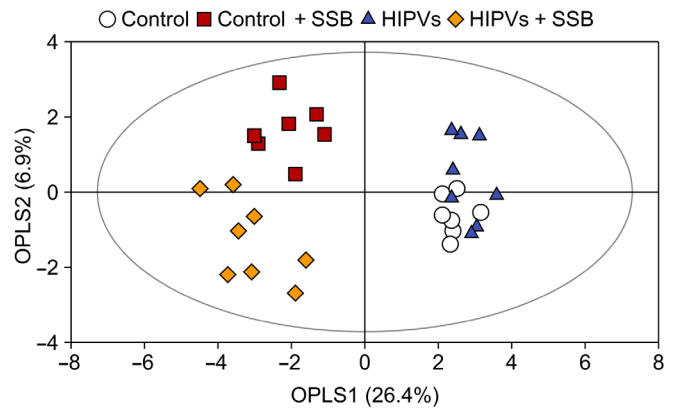 Control Control + SSB HIPVs HIPVs + SSB
4
2
0
−2
−4
−8 −6 −4 −2 0 2 4 6 8
OPLS2 (6.9%)
OPLS1 (26.4%)